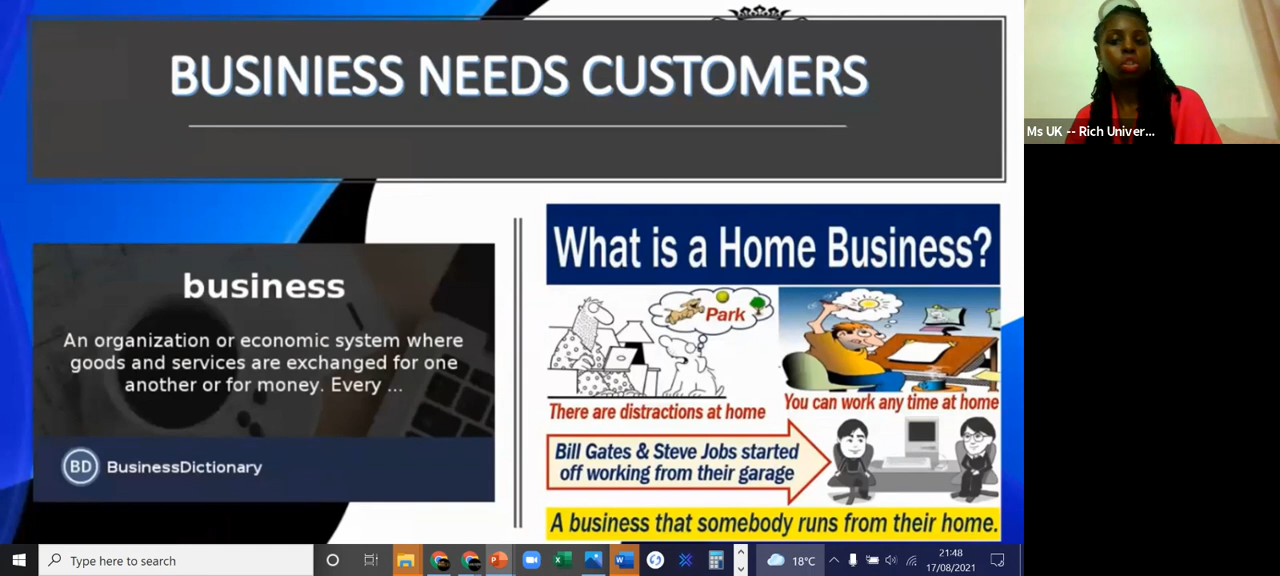 BUSINIESS NEEDS CUSTOMERS
business
An organization or economic system where
goods and services are exchanged for one
another or for money. Every ...
BD BusinessDictionary
What is a Home Business?
Park
There are distractions at home
You can work any time at home
Bill Gates & Steve Jobs started
off working from their garage
A business that somebody runs from their home.
Ms UK -- Rich Univer...
Type here to search
18°C
21:48
17/08/2021